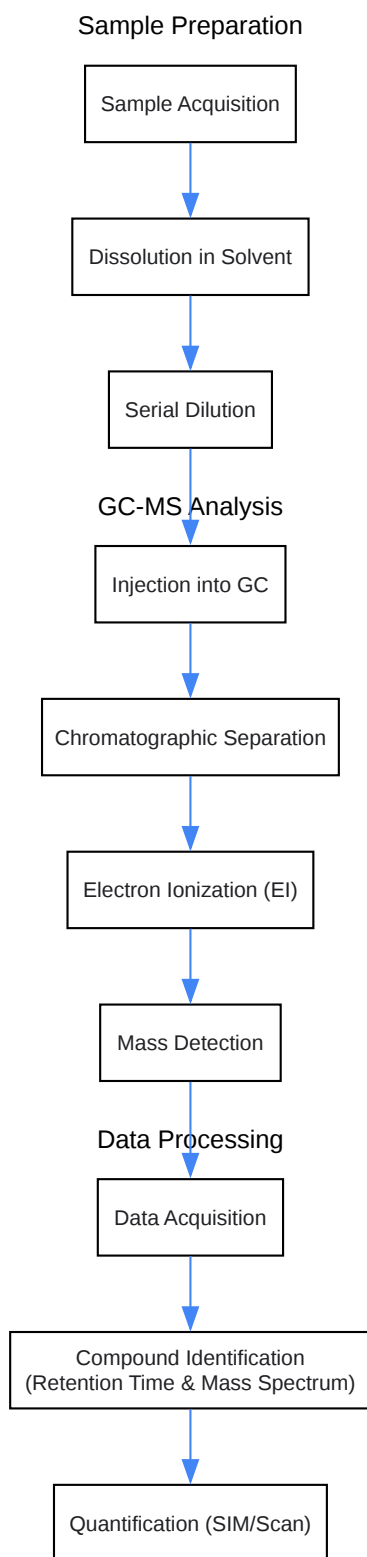 Sample Preparation
Sample Acquisition
Dissolution in Solvent
Serial Dilution
GC-MS Analysis
Injection into GC
Chromatographic Separation
Electron Ionization (EI)
Mass Detection
Data Processing
Data Acquisition
Compound Identification
(Retention Time & Mass Spectrum)
Quantification (SIM/Scan)